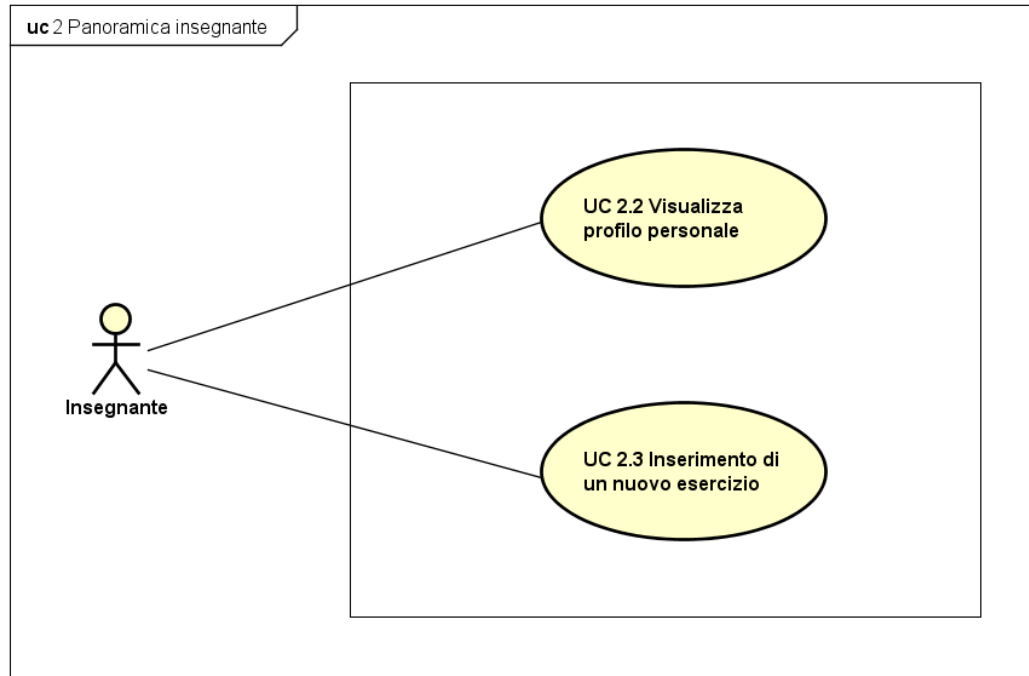 uc 2 Panoramica insegnante
UC 2.2 Visualizza
profilo personale
Insegnante
UC 2.3 Inserimento di
un nuovo esercizio